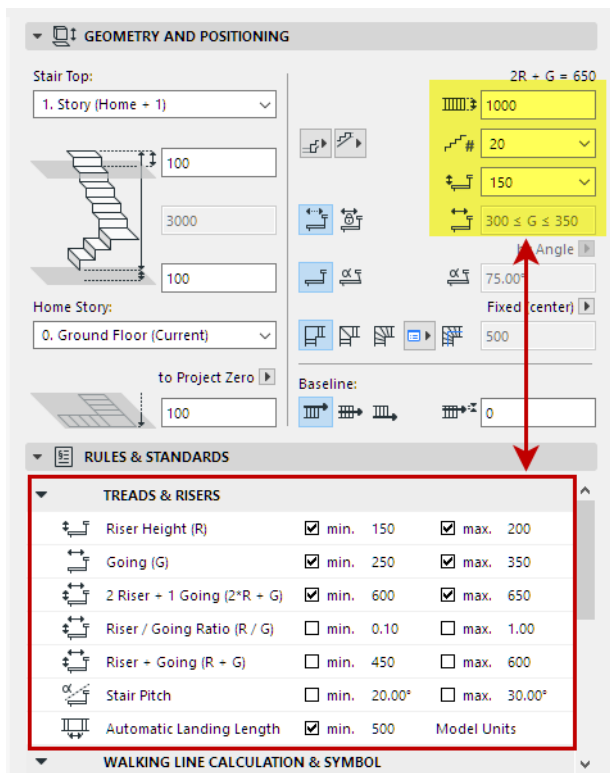 GEOMETRY AND POSITIONING
Stair Top:
2R + G = 650
1. Story (Home + 1)
1000
# 20
100
150
3000
300 ≤ G ≤ 350
Angle
100
α 75.00°
Home Story:
Fixed (center)
0. Ground Floor (Current)
500
to Project Zero
Baseline:
100
0
RULES & STANDARDS
TREADS & RISERS
Riser Height (R) min. 150 max. 200
Going (G) min. 250 max. 350
2 Riser + 1 Going (2*R + G) min. 600 max. 650
Riser / Going Ratio (R / G) min. 0.10 max. 1.00
Riser + Going (R + G) min. 450 max. 600
α Stair Pitch min. 20.00° max. 30.00°
Automatic Landing Length min. 500 Model Units
WALKING LINE CALCULATION & SYMBOL